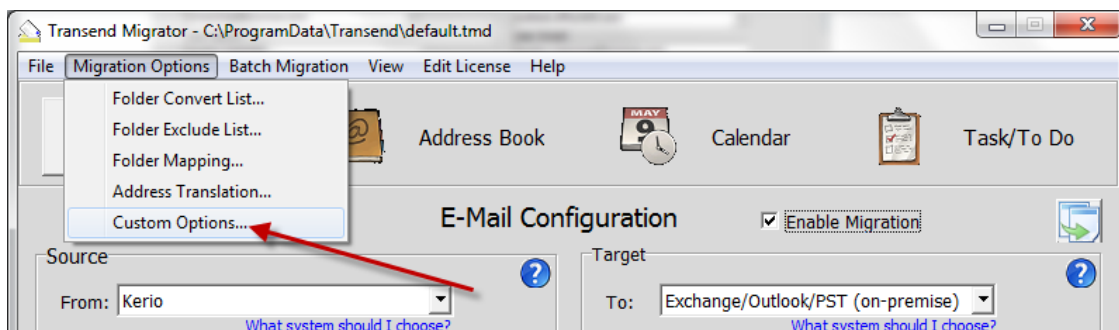 Transend Migrator - C:\ProgramData\Transend\default.tmd
File Migration Options Batch Migration View Edit License Help
Folder Convert List...
Folder Exclude List...
Folder Mapping...
Address Translation...
Custom Options...
Address Book
MAY
9
Calendar
Task/To Do
E-Mail Configuration
Enable Migration
Source
Target
From: Kerio
To: Exchange/Outlook/PST (on-premise)
What system should I choose?
What system should I choose?